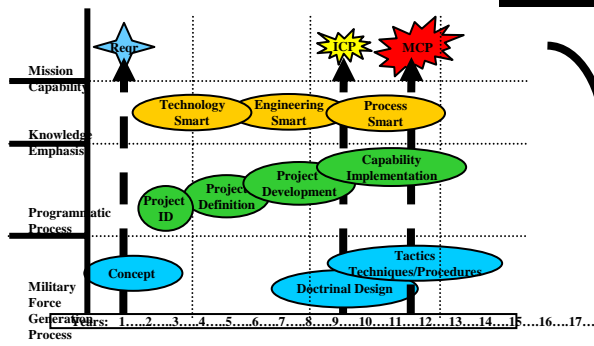 Reqr
ICP
MCP
Mission
Capability
Technology
Smart
Engineering
Smart
Process
Smart
Knowledge
Emphasis
Capability
Implementation
Project
Development
Project
Definition
Project
ID
Programmatic
Process
Tactics
Techniques/Procedures
Concept
Doctrinal Design
Military
Force
Generation
Process
Years: 1…..2…..3…..4…..5…..6…..7…..8…..9…..10…..11…..12…..13…..14…..15…..16…..17…